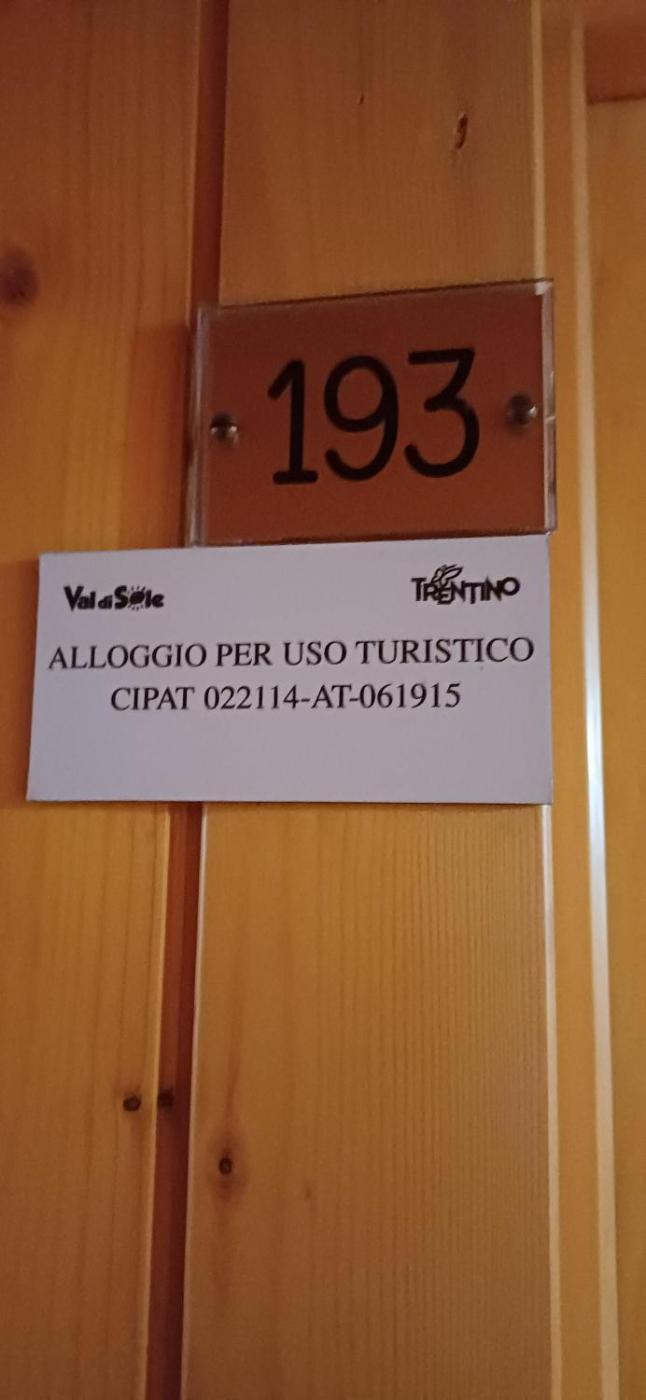 193
Val di Sole TRENTINO
ALLOGGIO PER USO TURISTICO
CIPAT 022114-AT-061915